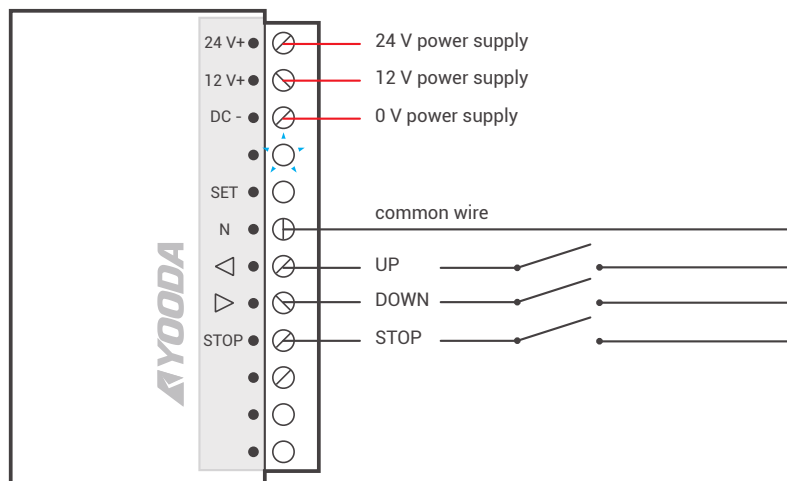 24 V+ 24 V power supply
12 V+ 12 V power supply
DC - 0 V power supply
SET
N common wire
UP
DOWN
STOP STOP
YOODA